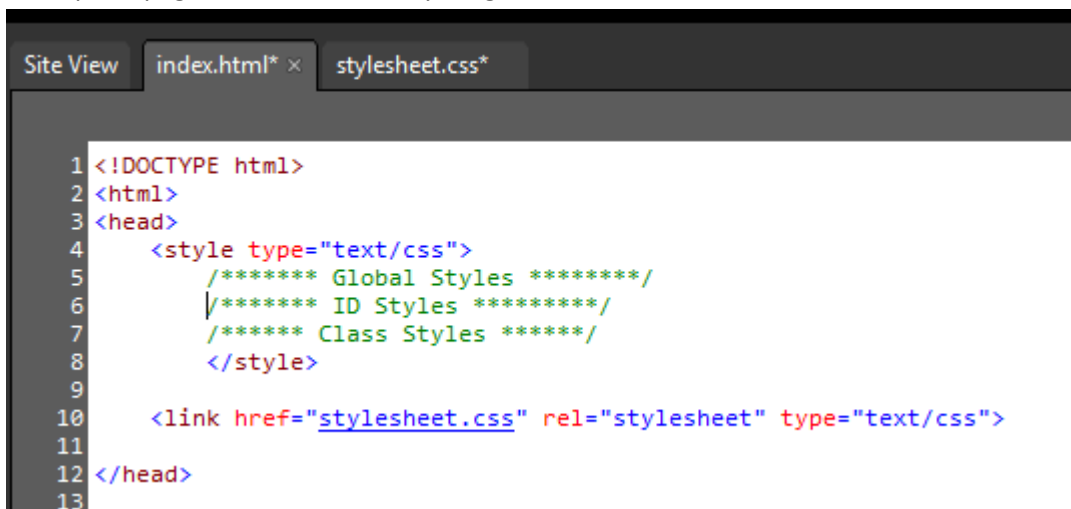 Site View index.html* × stylesheet.css*
1 <!DOCTYPE html>
2 <html>
3 <head>
4 <style type="text/css">
5 /******* Global Styles ********/
6 /******* ID Styles *********/
7 /****** Class Styles ******/
8 </style>
9
10 <link href="stylesheet.css" rel="stylesheet" type="text/css">
11
12 </head>
13